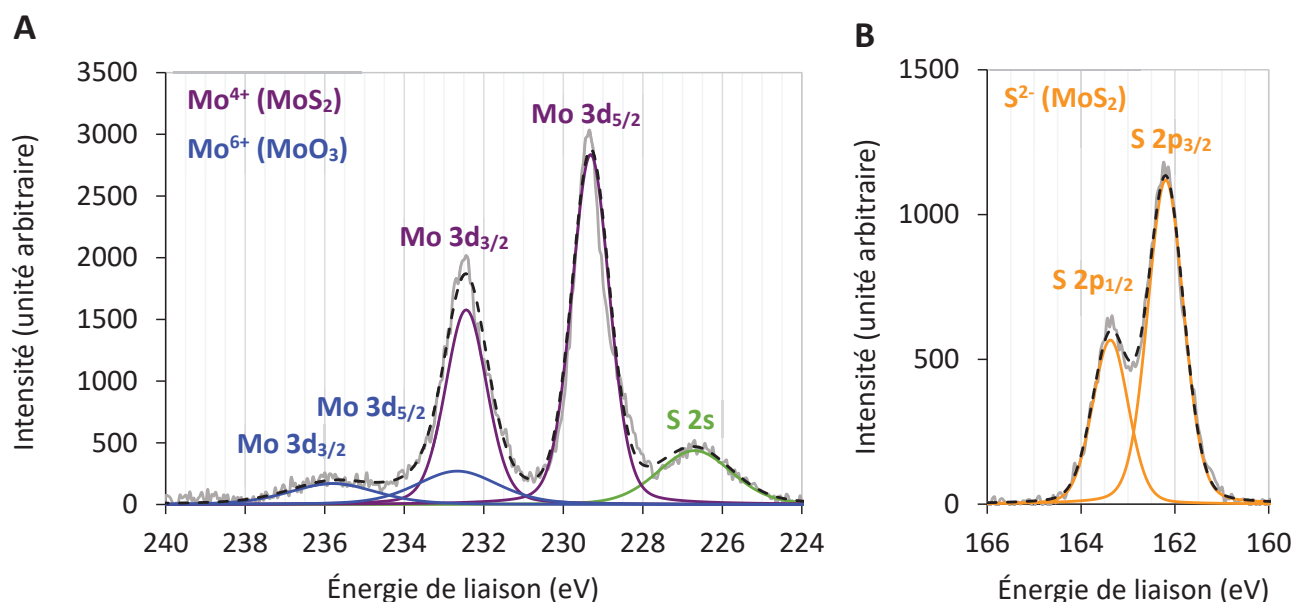 A
3500
3000
2500
2000
1500
1000
500
0
Intensité (unité arbitraire)
Mo⁴⁺ (MoS₂)
Mo⁶⁺ (MoO₃)
Mo 3d₅/₂
Mo 3d₃/₂
Mo 3d₅/₂
Mo 3d₃/₂
S 2s
240 238 236 234 232 230 228 226 224
Énergie de liaison (eV)
B
1500
1000
500
0
Intensité (unité arbitraire)
S²⁻ (MoS₂)
S 2p₃/₂
S 2p₁/₂
166 164 162 160
Énergie de liaison (eV)